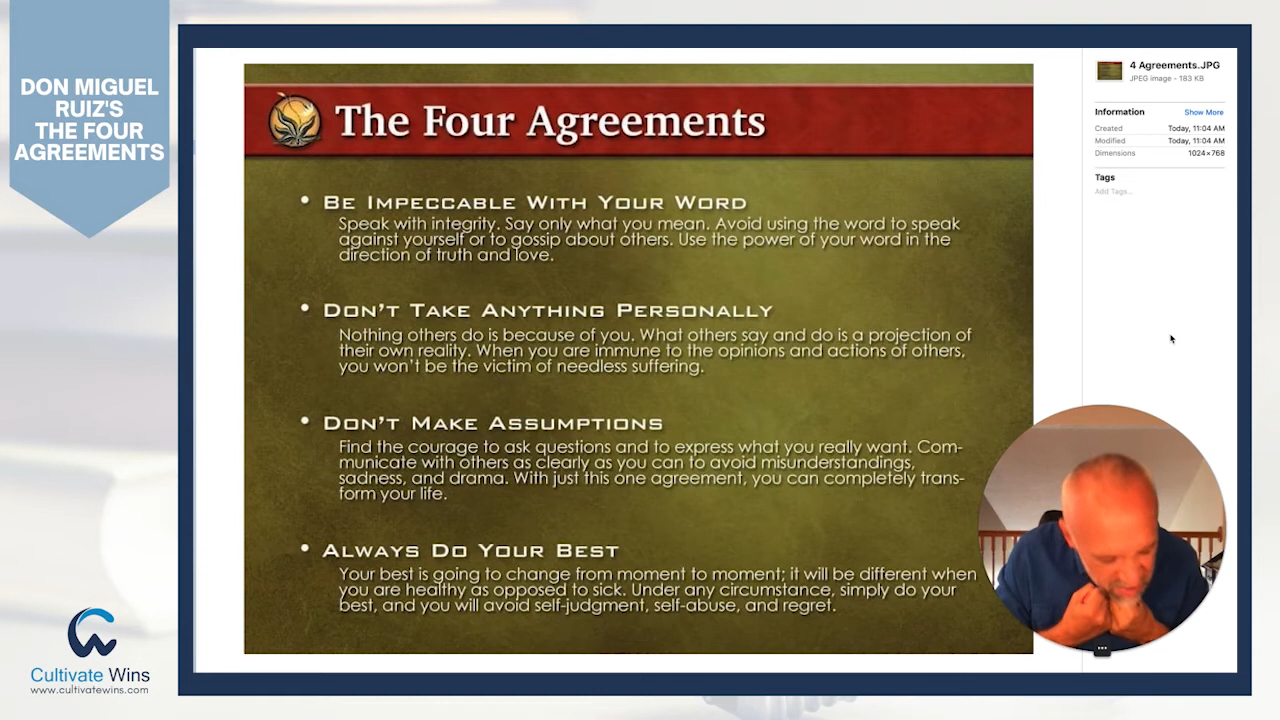 DON MIGUEL
RUIZ'S
THE FOUR
AGREEMENTS
The Four Agreements
• BE IMPECCABLE WITH YOUR WORD
Speak with integrity. Say only what you mean. Avoid using the word to speak
against yourself or to gossip about others. Use the power of your word in the
direction of truth and love.
• DON'T TAKE ANYTHING PERSONALLY
Nothing others do is because of you. What others say and do is a projection of
their own reality. When you are immune to the opinions and actions of others,
you won't be the victim of needless suffering.
• DON'T MAKE ASSUMPTIONS
Find the courage to ask questions and to express what you really want. Com-
municate with others as clearly as you can to avoid misunderstandings,
sadness, and drama. With just this one agreement, you can completely trans-
form your life.
• ALWAYS DO YOUR BEST
Your best is going to change from moment to moment; it will be different when
you are healthy as opposed to sick. Under any circumstance, simply do your
best, and you will avoid self-judgment, self-abuse, and regret.
4 Agreements.JPG
JPEG image - 183 KB
Information Show More
Created Today, 11:04 AM
Modified Today, 11:04 AM
Dimensions 1024×768
Tags
Add Tags...
Cultivate Wins
www.cultivatewins.com